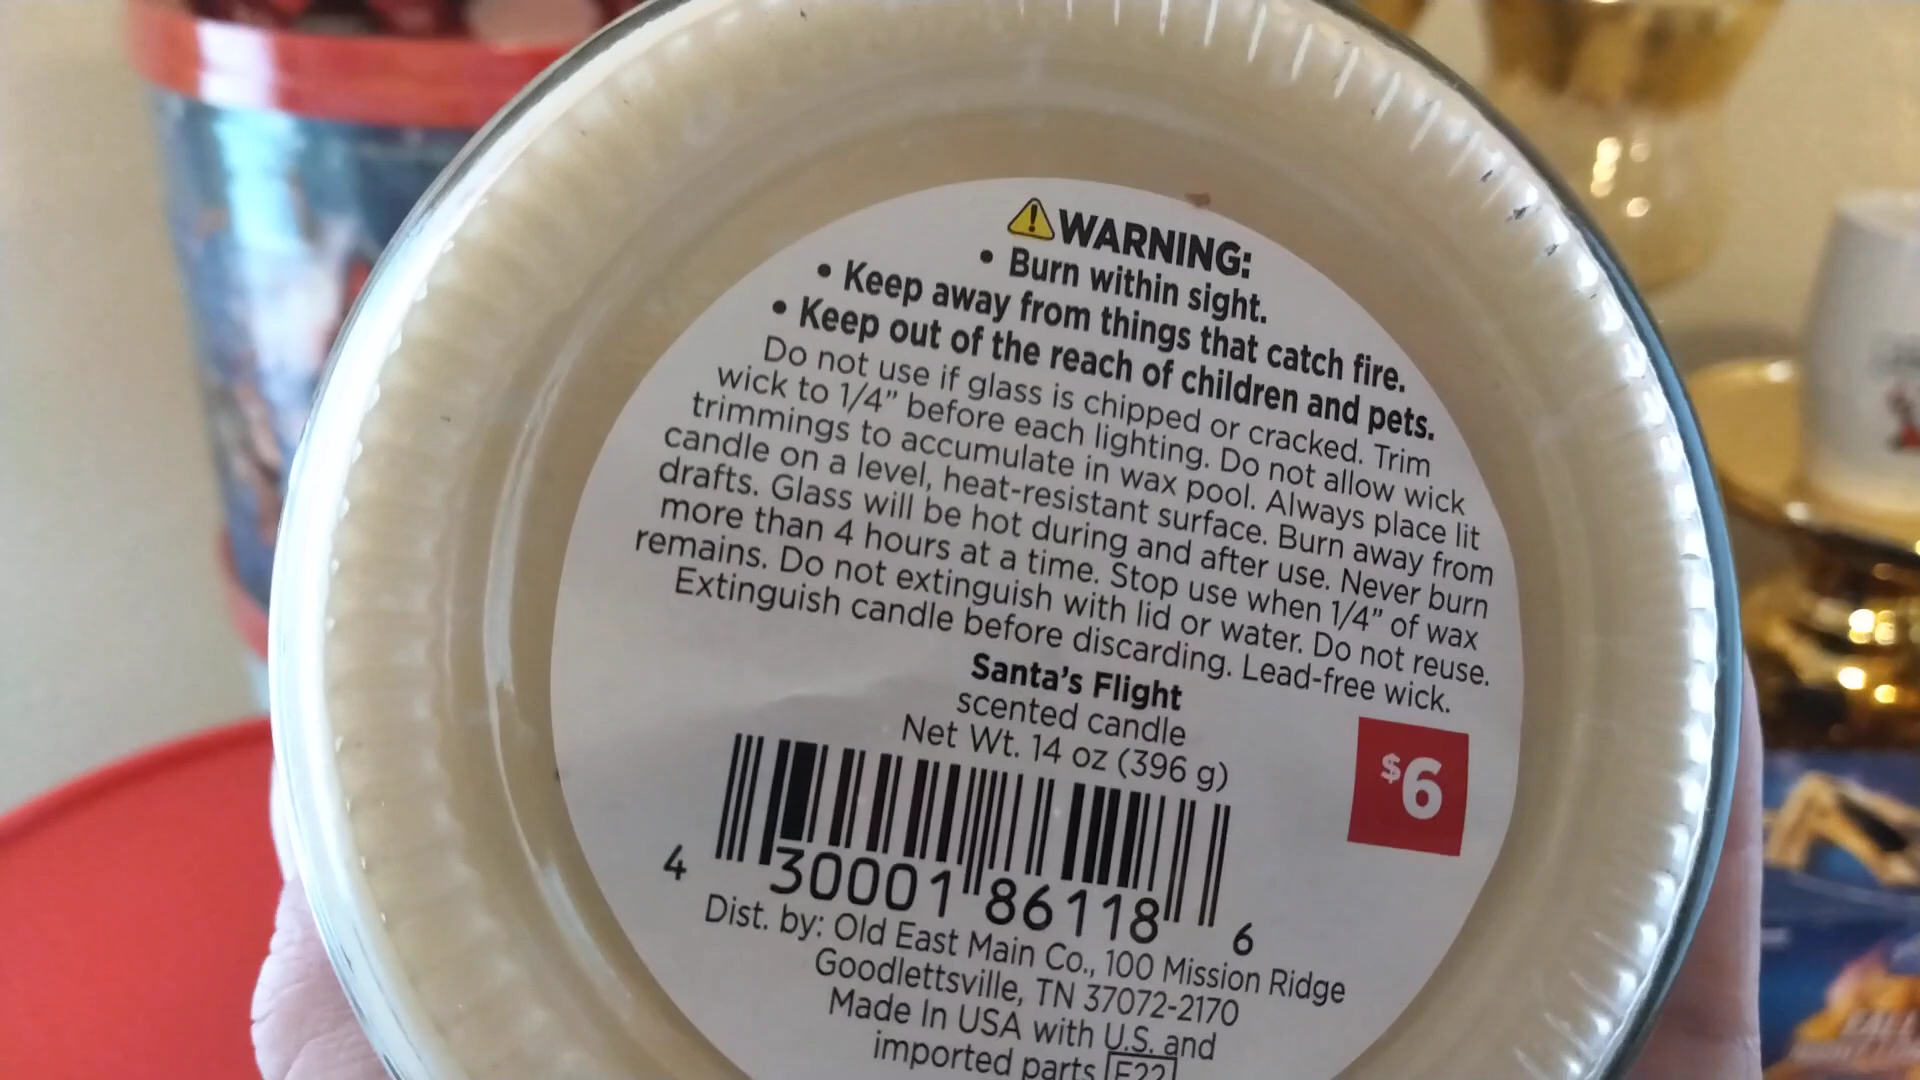 ⚠WARNING:
• Burn within sight.
• Keep away from things that catch fire.
• Keep out of the reach of children and pets.
Do not use if glass is chipped or cracked. Trim
wick to 1/4” before each lighting. Do not allow wick
trimmings to accumulate in wax pool. Always place lit
candle on a level, heat-resistant surface. Burn away from
drafts. Glass will be hot during and after use. Never burn
more than 4 hours at a time. Stop use when 1/4” of wax
remains. Do not extinguish with lid or water. Do not reuse.
Extinguish candle before discarding. Lead-free wick.
Santa’s Flight
scented candle
Net Wt. 14 oz (396 g)
$6
4 30001 86118 6
Dist. by: Old East Main Co., 100 Mission Ridge
Goodlettsville, TN 37072-2170
Made In USA with U.S. and
imported parts F22